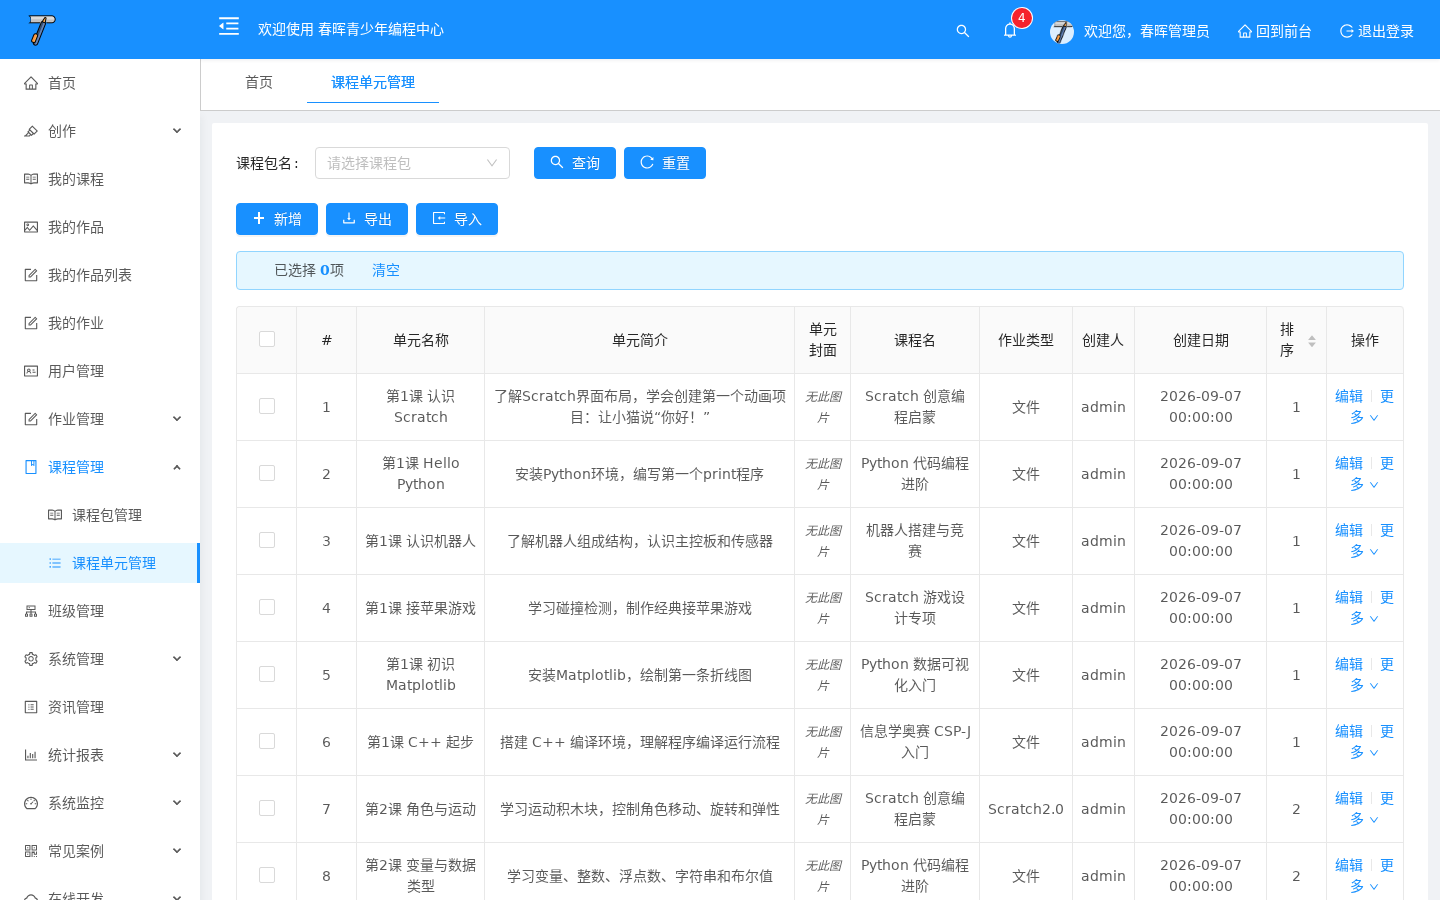 欢迎使用 春晖青少年编程中心
4
欢迎您，春晖管理员
回到前台
退出登录
首页
创作
我的课程
我的作品
我的作品列表
我的作业
用户管理
作业管理
课程管理
课程包管理
课程单元管理
班级管理
系统管理
资讯管理
统计报表
系统监控
常见案例
在线开发
首页
课程单元管理
课程包名：
请选择课程包
查询
重置
新增
导出
导入
已选择 0项 清空
# 单元名称 单元简介 单元封面 课程名 作业类型 创建人 创建日期 排序 操作
1 第1课 认识Scratch 了解Scratch界面布局，学会创建第一个动画项目：让小猫说“你好！” 无此图片 Scratch 创意编程启蒙 文件 admin 2026-09-07 00:00:00 1 编辑 更多
2 第1课 Hello Python 安装Python环境，编写第一个print程序 无此图片 Python 代码编程进阶 文件 admin 2026-09-07 00:00:00 1 编辑 更多
3 第1课 认识机器人 了解机器人组成结构，认识主控板和传感器 无此图片 机器人搭建与竞赛 文件 admin 2026-09-07 00:00:00 1 编辑 更多
4 第1课 接苹果游戏 学习碰撞检测，制作经典接苹果游戏 无此图片 Scratch 游戏设计专项 文件 admin 2026-09-07 00:00:00 1 编辑 更多
5 第1课 初识Matplotlib 安装Matplotlib，绘制第一条折线图 无此图片 Python 数据可视化入门 文件 admin 2026-09-07 00:00:00 1 编辑 更多
6 第1课 C++ 起步 搭建 C++ 编译环境，理解程序编译运行流程 无此图片 信息学奥赛 CSP-J 入门 文件 admin 2026-09-07 00:00:00 1 编辑 更多
7 第2课 角色与运动 学习运动积木块，控制角色移动、旋转和弹性 无此图片 Scratch 创意编程启蒙 Scratch2.0 admin 2026-09-07 00:00:00 2 编辑 更多
8 第2课 变量与数据类型 学习变量、整数、浮点数、字符串和布尔值 无此图片 Python 代码编程进阶 文件 admin 2026-09-07 00:00:00 2 编辑 更多